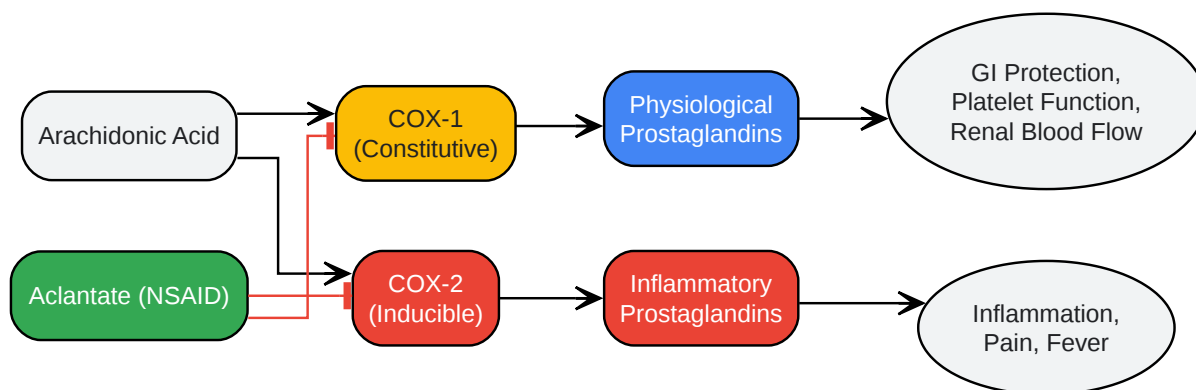 Arachidonic Acid
COX-1
(Constitutive)
Physiological
Prostaglandins
GI Protection,
Platelet Function,
Renal Blood Flow
Aclantate (NSAID)
COX-2
(Inducible)
Inflammatory
Prostaglandins
Inflammation,
Pain, Fever